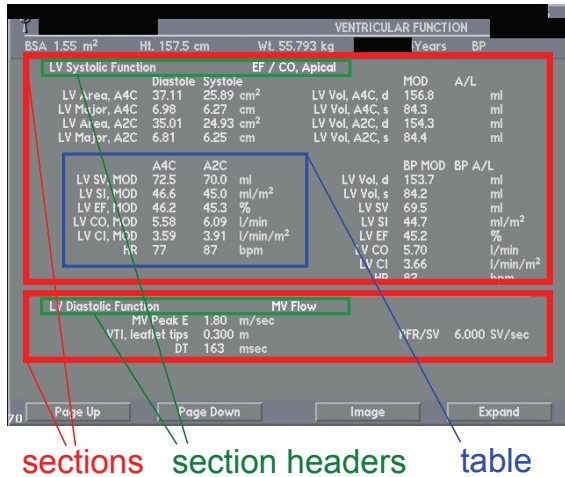 VENTRICULAR FUNCTION
BSA 1.55 m² Ht. 157.5 cm Wt. 55.793 kg Years BP
LV Systolic Function EF / CO, Apical
Diastole Systole MOD A/L
LV Area, A4C 37.11 25.89 cm² LV Vol, A4C, d 156.8 ml
LV Major, A4C 6.98 6.27 cm LV Vol, A4C, s 84.3 ml
LV Area, A2C 35.01 24.93 cm² LV Vol, A2C, d 154.3 ml
LV Major, A2C 6.81 6.25 cm LV Vol, A2C, s 84.4 ml
A4C A2C BP MOD BP A/L
LV SV, MOD 72.5 70.0 ml LV Vol, d 153.7 ml
LV SI, MOD 46.6 45.0 ml/m² LV Vol, s 84.2 ml
LV EF, MOD 46.2 45.3 % LV SV 69.5 ml
LV CO, MOD 5.58 6.09 l/min LV SI 44.7 ml/m²
LV CI, MOD 3.59 3.91 l/min/m² LV EF 45.2 %
HR 77 87 bpm LV CO 5.70 l/min
LV CI 3.66 l/min/m²
HR 82 bpm
LV Diastolic Function MV Flow
MV Peak E 1.80 m/sec
VTI, leaflet tips 0.300 m PFR/SV 6.000 SV/sec
DT 163 msec
70 Page Up Page Down Image Expand
sections section headers table